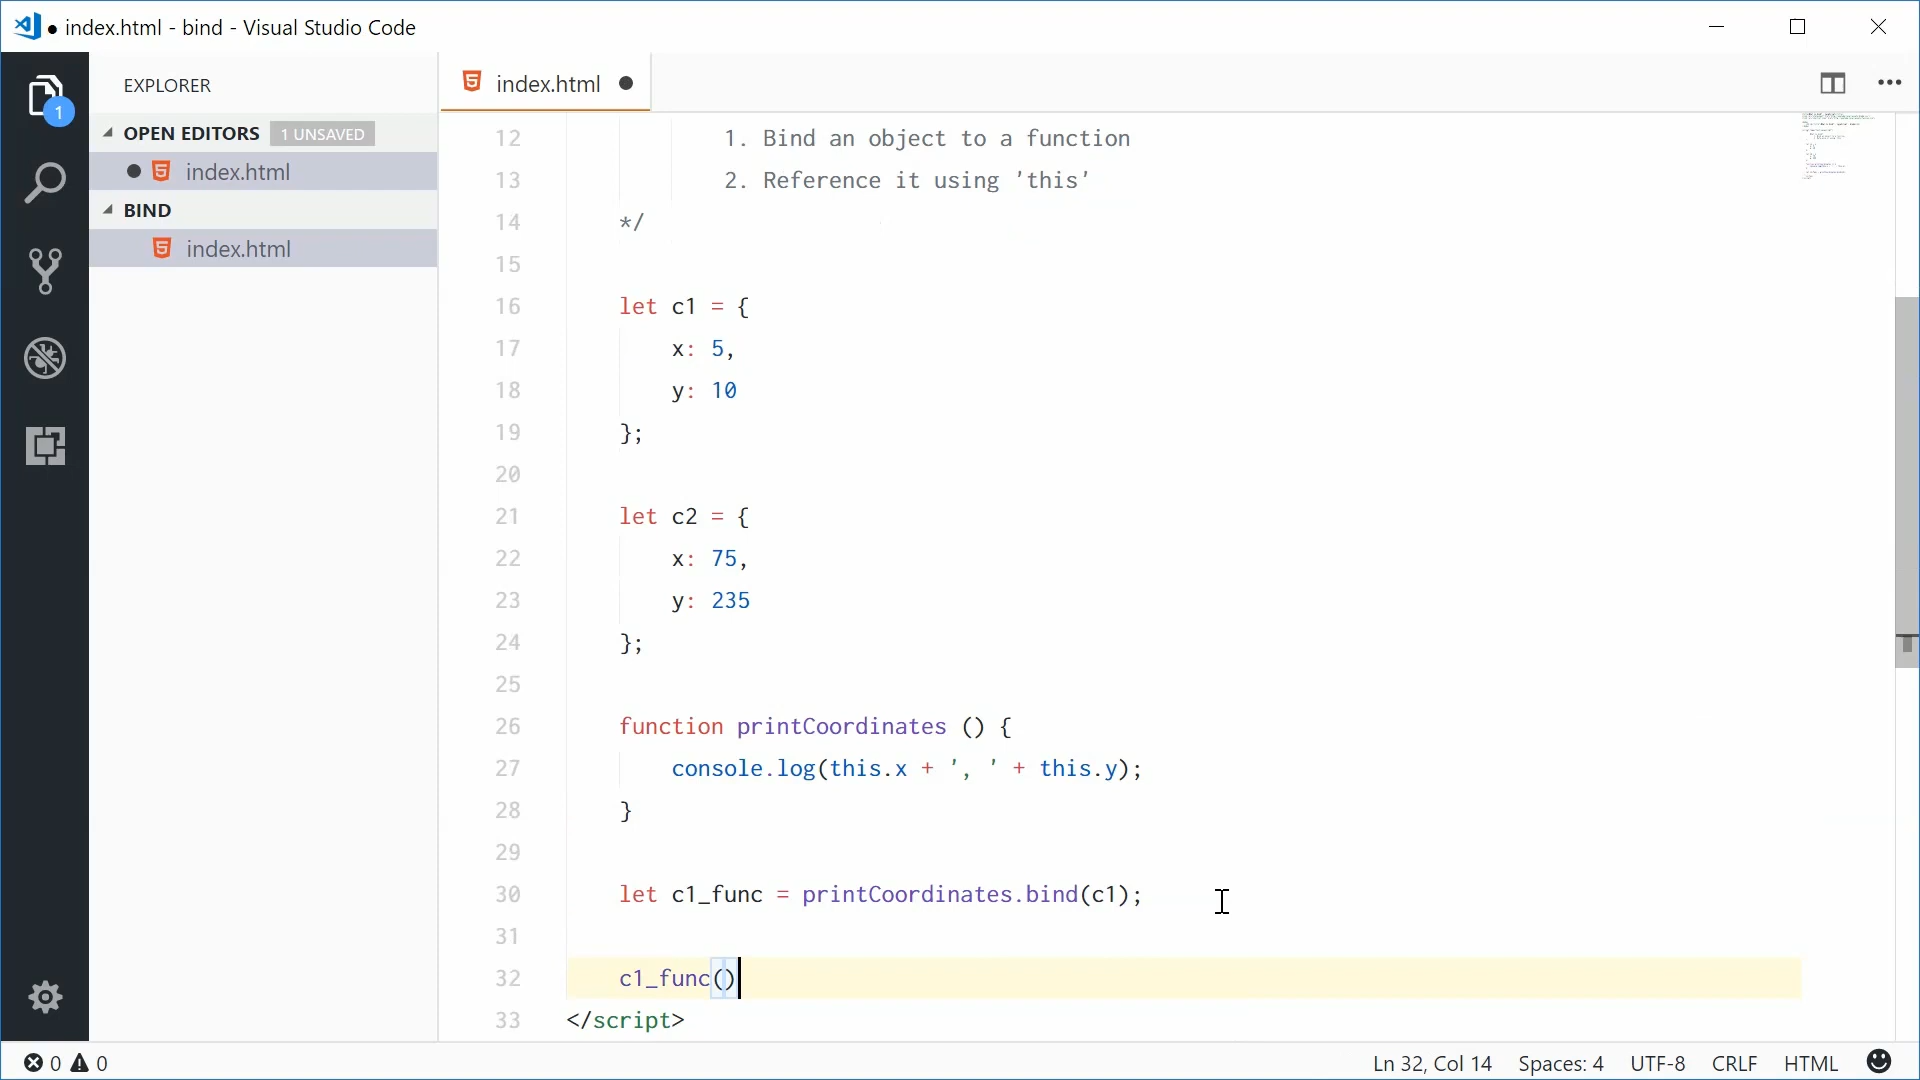 index.html - bind - Visual Studio Code
EXPLORER
OPEN EDITORS 1 UNSAVED
index.html
BIND
index.html
1
index.html
12 1. Bind an object to a function
13 2. Reference it using 'this'
14 */
15
16 let c1 = {
17 x: 5,
18 y: 10
19 };
20
21 let c2 = {
22 x: 75,
23 y: 235
24 };
25
26 function printCoordinates () {
27 console.log(this.x + ', ' + this.y);
28 }
29
30 let c1_func = printCoordinates.bind(c1);
31
32 c1_func()
33 </script>
0 0 Ln 32, Col 14 Spaces: 4 UTF-8 CRLF HTML